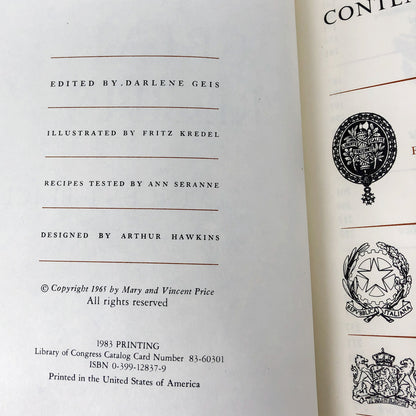 EDITED BY. DARLENE GEIS
ILLUSTRATED BY FRITZ KREDEL
RECIPES TESTED BY ANN SERANNE
DESIGNED BY ARTHUR HAWKINS
© Copyright 1965 by Mary and Vincent Price
All rights reserved
1983 PRINTING
Library of Congress Catalog Card Number 83-60301
ISBN 0-399-12837-9
Printed in the United States of America
CONTE
REPVBBLICA ITALIANA